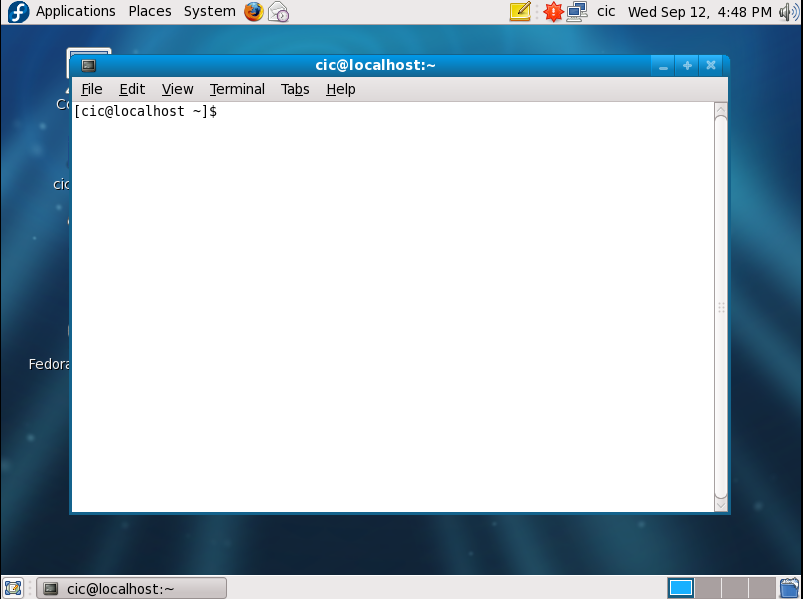 Applications Places System cic Wed Sep 12, 4:48 PM
cic@localhost:~
File Edit View Terminal Tabs Help
[cic@localhost ~]$
Co
cic
Fedora
cic@localhost:~